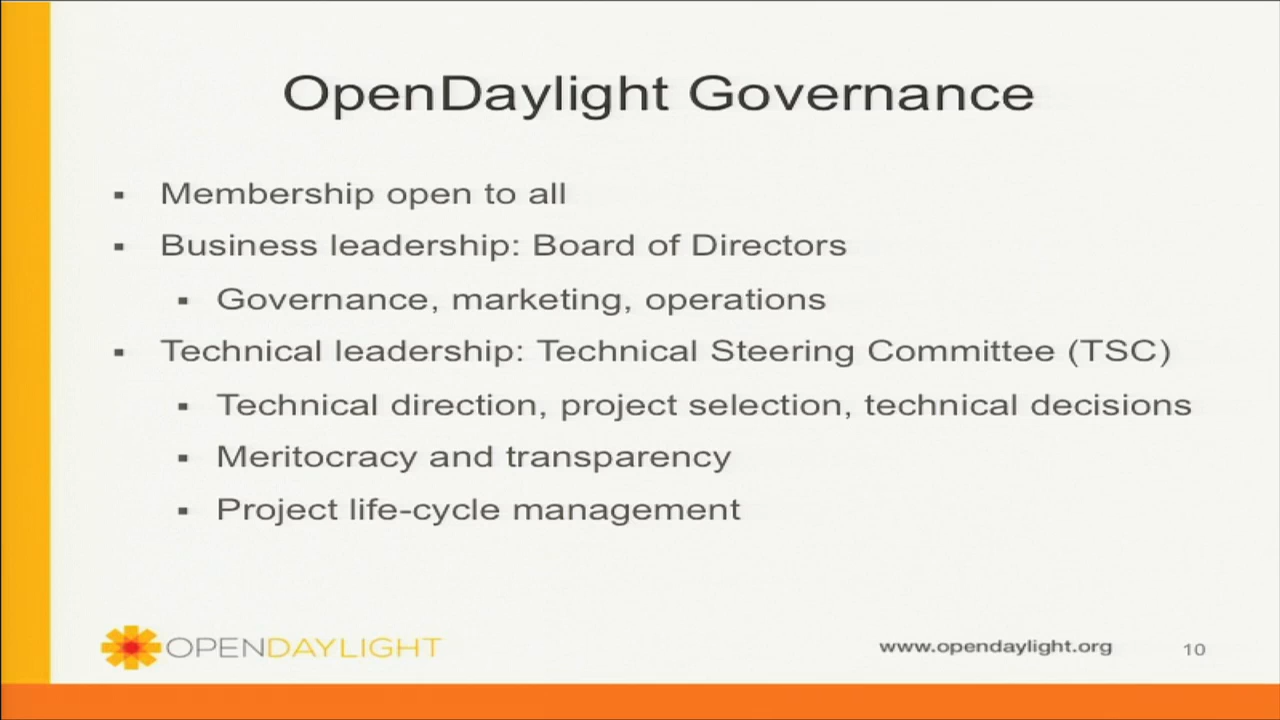 OpenDaylight Governance
▪ Membership open to all
▪ Business leadership: Board of Directors
▪ Governance, marketing, operations
▪ Technical leadership: Technical Steering Committee (TSC)
▪ Technical direction, project selection, technical decisions
▪ Meritocracy and transparency
▪ Project life-cycle management
OPENDAYLIGHT
www.opendaylight.org
10